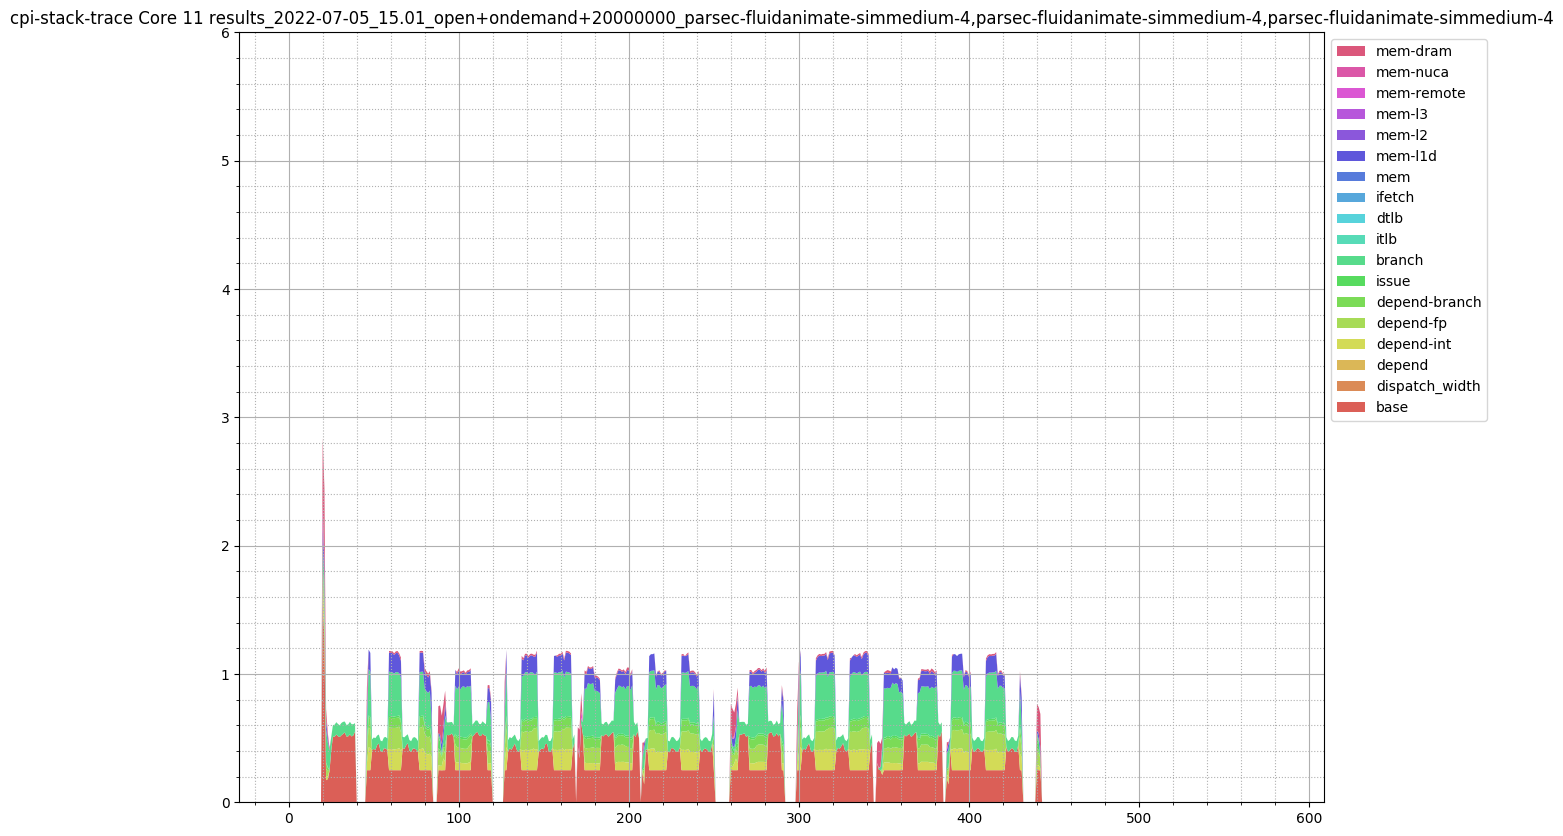 cpi-stack-trace Core 11 results_2022-07-05_15.01_open+ondemand+20000000_parsec-fluidanimate-simmedium-4,parsec-fluidanimate-simmedium-4,parsec-fluidanimate-simmedium-4
6
5
4
3
2
1
0
0 100 200 300 400 500 600
mem-dram
mem-nuca
mem-remote
mem-l3
mem-l2
mem-l1d
mem
ifetch
dtlb
itlb
branch
issue
depend-branch
depend-fp
depend-int
depend
dispatch_width
base